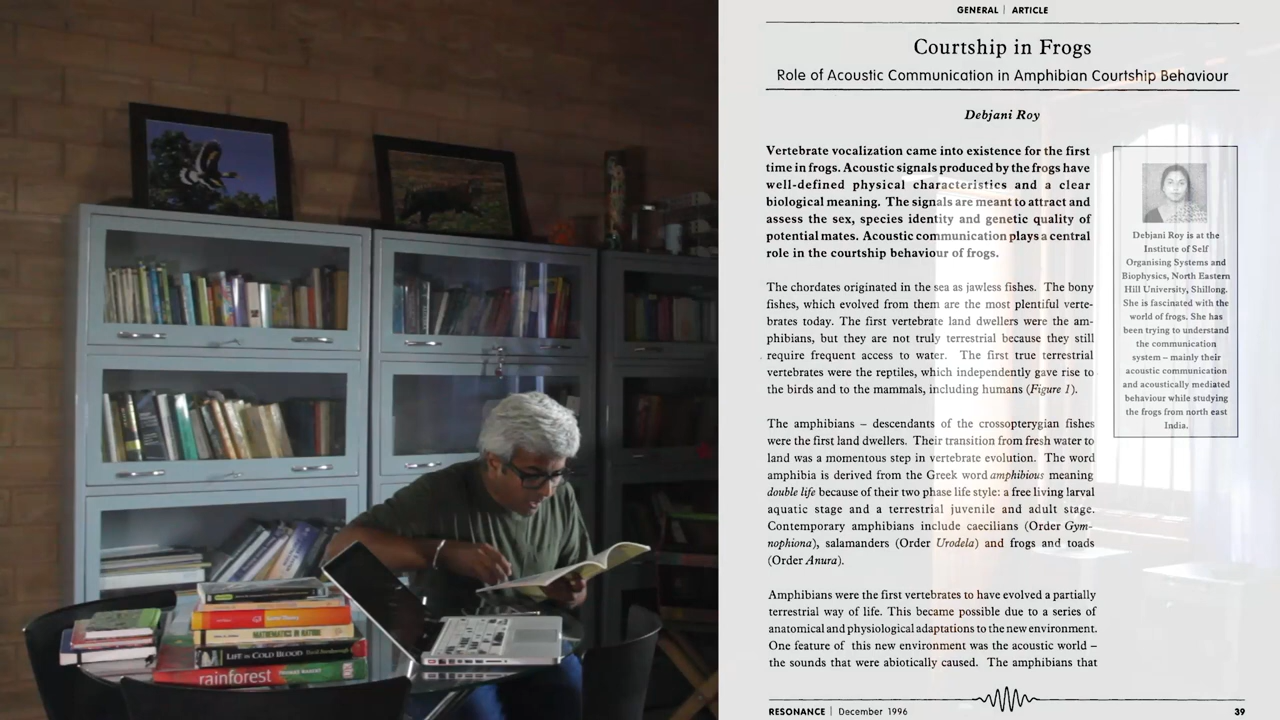 GENERAL | ARTICLE
Courtship in Frogs
Role of Acoustic Communication in Amphibian Courtship Behaviour
Debjani Roy
Vertebrate vocalization came into existence for the first
time in frogs. Acoustic signals produced by the frogs have
well-defined physical characteristics and a clear
biological meaning. The signals are meant to attract and
assess the sex, species identity and genetic quality of
potential mates. Acoustic communication plays a central
role in the courtship behaviour of frogs.
The chordates originated in the sea as jawless fishes. The bony
fishes, which evolved from them are the most plentiful verte-
brates today. The first vertebrate land dwellers were the am-
phibians, but they are not truly terrestrial because they still
require frequent access to water. The first true terrestrial
vertebrates were the reptiles, which independently gave rise to
the birds and to the mammals, including humans (Figure 1).
The amphibians – descendants of the crossopterygian fishes
were the first land dwellers. Their transition from fresh water to
land was a momentous step in vertebrate evolution. The word
amphibia is derived from the Greek word amphibious meaning
double life because of their two phase life style: a free living larval
aquatic stage and a terrestrial juvenile and adult stage.
Contemporary amphibians include caecilians (Order Gym-
nophiona), salamanders (Order Urodela) and frogs and toads
(Order Anura).
Amphibians were the first vertebrates to have evolved a partially
terrestrial way of life. This became possible due to a series of
anatomical and physiological adaptations to the new environment.
One feature of this new environment was the acoustic world –
the sounds that were abiotically caused. The amphibians that
Debjani Roy is at the
Institute of Self
Organising Systems and
Biophysics, North Eastern
Hill University, Shillong.
She is fascinated with the
world of frogs. She has
been trying to understand
the communication
system – mainly their
acoustic communication
and acoustically mediated
behaviour while studying
the frogs from north east
India.
RESONANCE | December 1996
39
MATHEMATICS IN NATURE
LIFE IN COLD BLOOD
rainforest